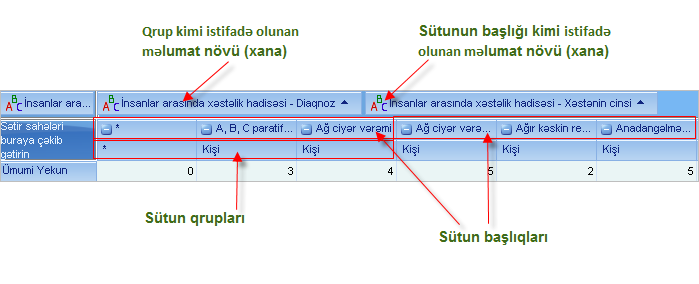 Qrup kimi istifadə olunan
məlumat növü (xana)
Sütunun başlığı kimi istifadə
olunan məlumat növü (xana)
İnsanlar ara...
İnsanlar arasında xəstəlik hadisəsi - Diaqnoz
İnsanlar arasında xəstəlik hadisəsi - Xəstənin cinsi
Sətir sahələri
buraya çəkib
gətirin
*
A, B, C paratif...
Ağ ciyər vərəmi
Ağ ciyər vərə...
Ağır kəskin re...
Anadangəlmə...
*
Kişi
Kişi
Kişi
Kişi
Kişi
Ümumi Yekun
0
3
4
5
2
5
Sütun qrupları
Sütun başlıqları